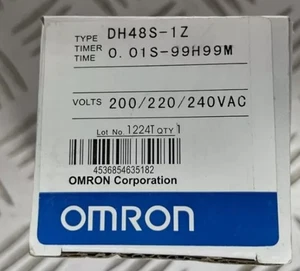 TYPE DH48S-1Z
TIMER TIME 0.01S-99H99M
VOLTS 200/220/240VAC
Lot No. 1224T QTY 1
4536854635182
OMRON Corporation
OMRON